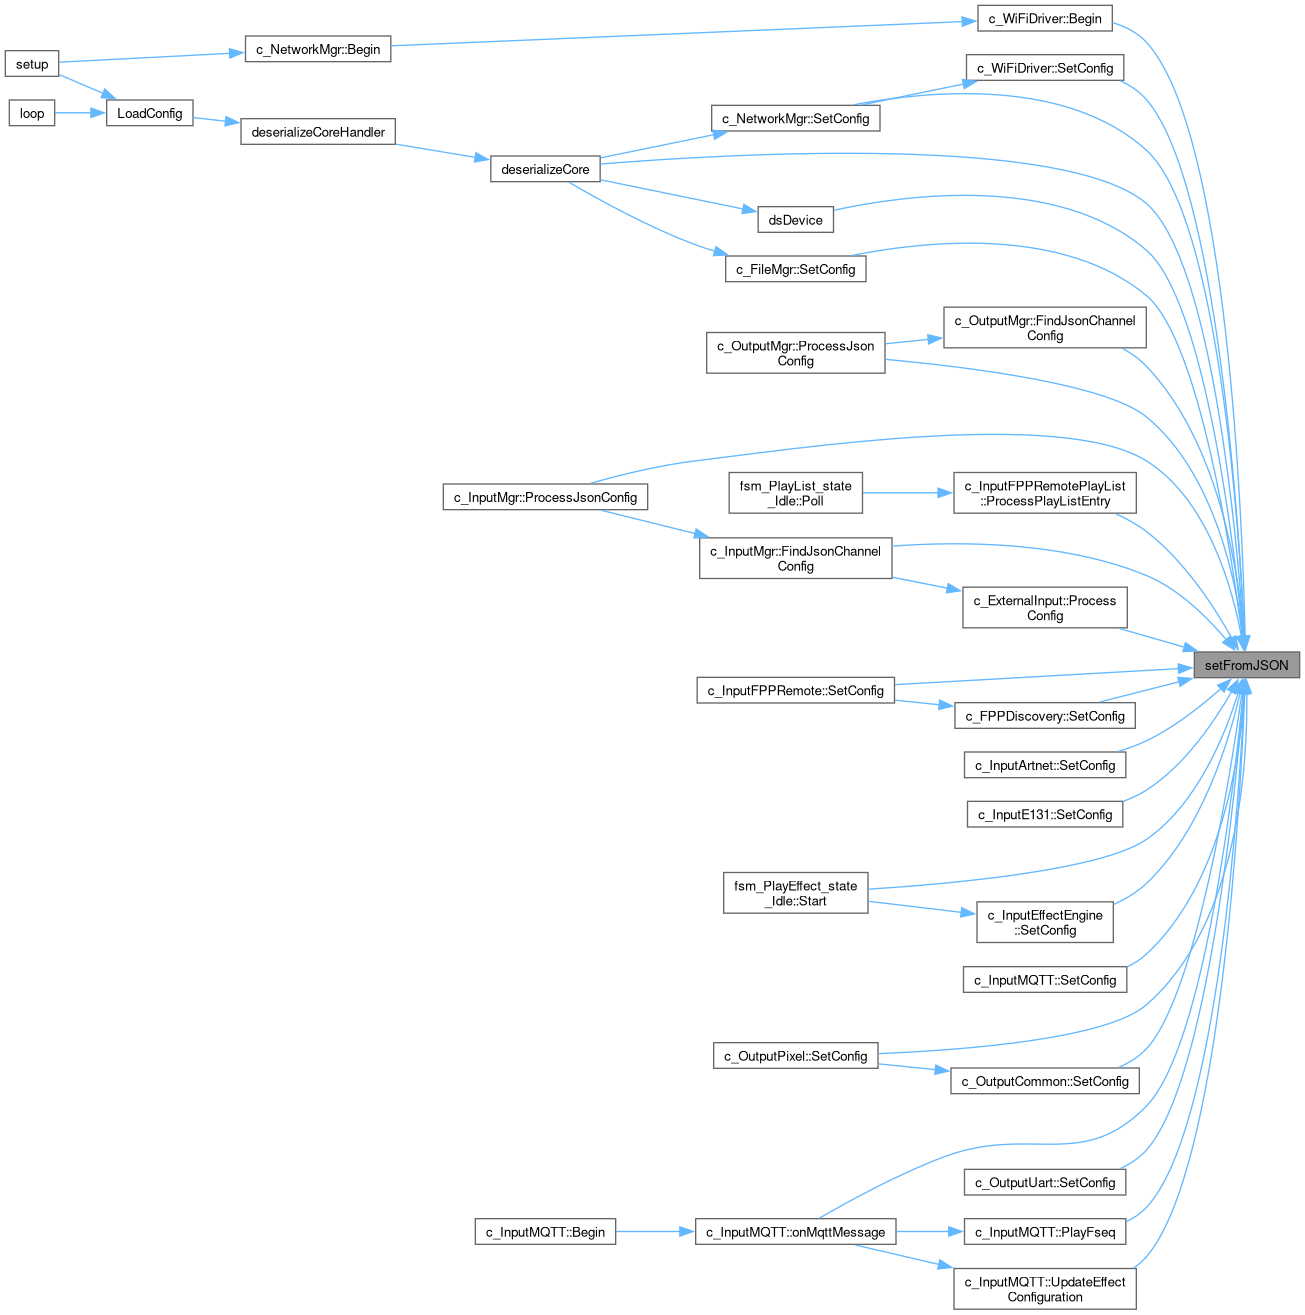 c_WiFiDriver::Begin
c_NetworkMgr::Begin
setup
c_WiFiDriver::SetConfig
loop
LoadConfig
c_NetworkMgr::SetConfig
deserializeCoreHandler
deserializeCore
dsDevice
c_FileMgr::SetConfig
c_OutputMgr::FindJsonChannel
Config
c_OutputMgr::ProcessJson
Config
c_InputMgr::ProcessJsonConfig
fsm_PlayList_state
_Idle::Poll
c_InputFPPRemotePlayList
::ProcessPlayListEntry
c_InputMgr::FindJsonChannel
Config
c_ExternalInput::Process
Config
setFromJSON
c_InputFPPRemote::SetConfig
c_FPPDiscovery::SetConfig
c_InputArtnet::SetConfig
c_InputE131::SetConfig
fsm_PlayEffect_state
_Idle::Start
c_InputEffectEngine
::SetConfig
c_InputMQTT::SetConfig
c_OutputPixel::SetConfig
c_OutputCommon::SetConfig
c_OutputUart::SetConfig
c_InputMQTT::Begin
c_InputMQTT::onMqttMessage
c_InputMQTT::PlayFseq
c_InputMQTT::UpdateEffect
Configuration